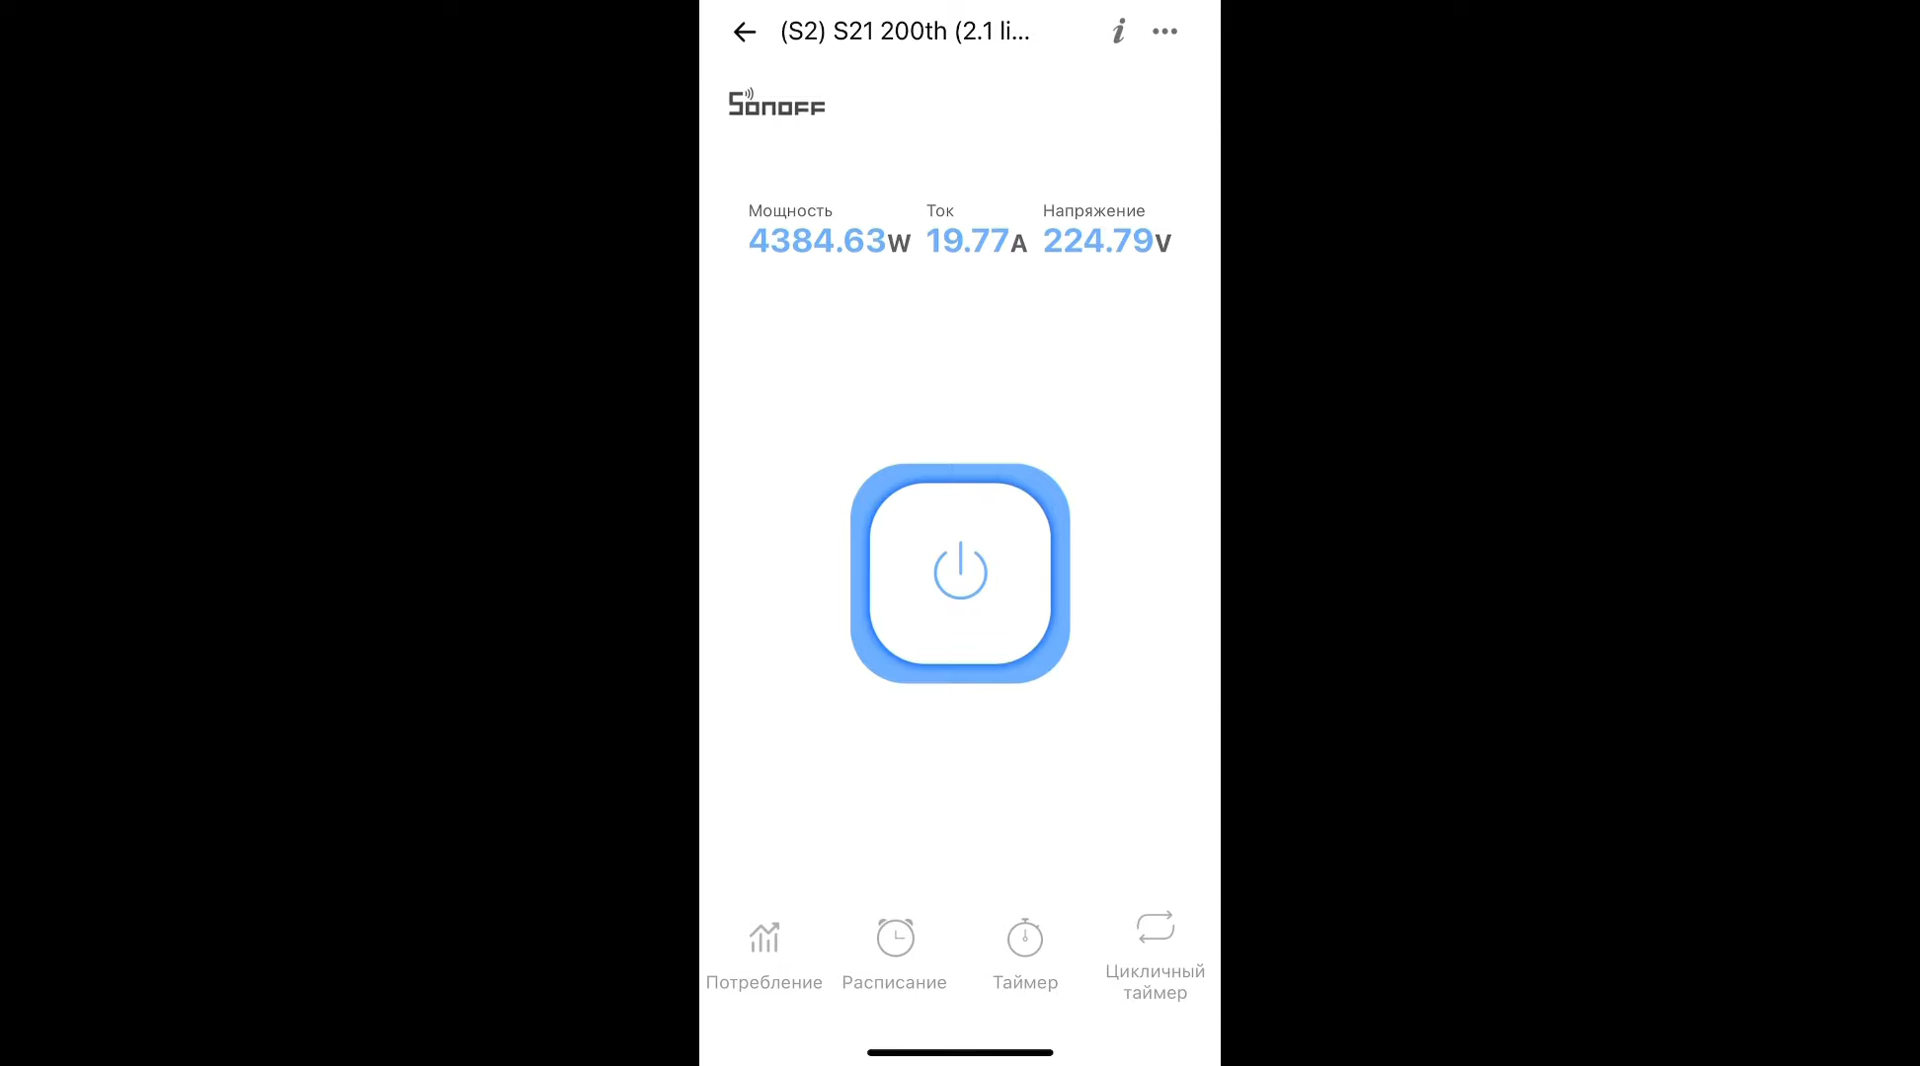 (S2) S21 200th (2.1 li...
SONOFF
Мощность Ток Напряжение
4384.63W 19.77A 224.79V
Потребление Расписание Таймер Цикличный таймер